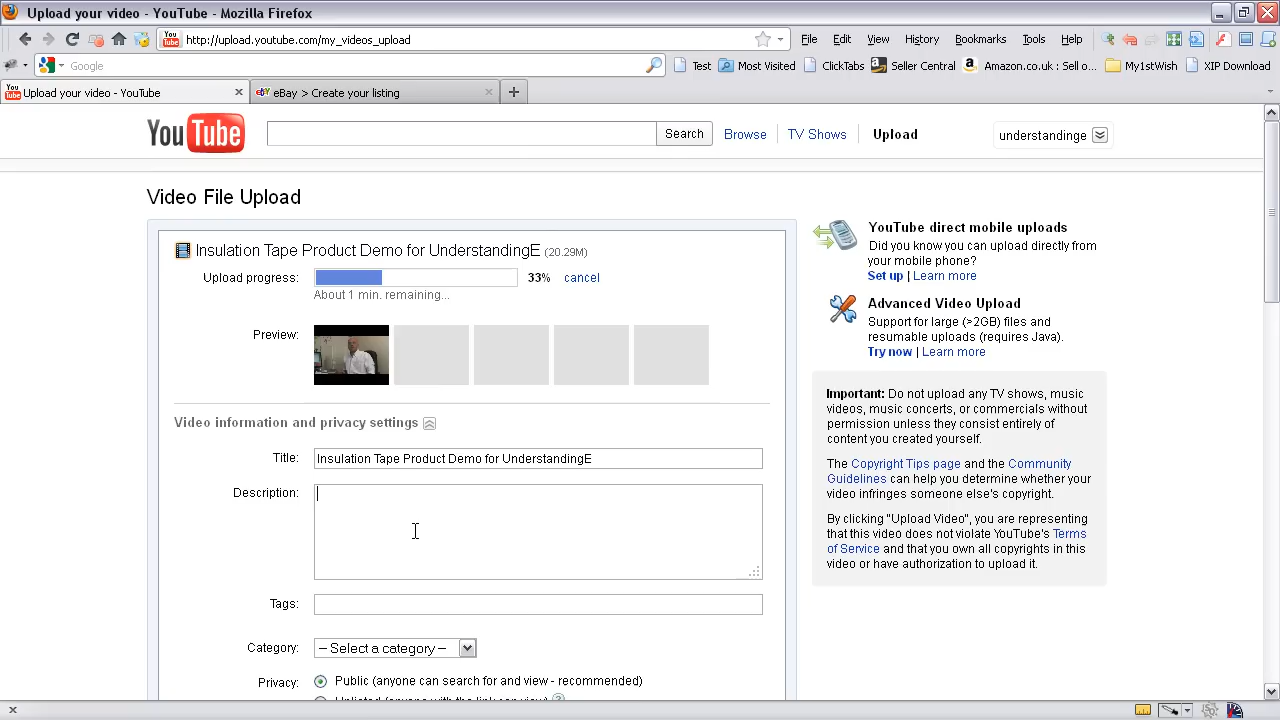 Upload your video - YouTube - Mozilla Firefox
http://upload.youtube.com/my_videos_upload
File Edit View History Bookmarks Tools Help
Google
Test Most Visited ClickTabs Seller Central Amazon.co.uk : Sell o... My1stWish XIP Download
Upload your video - YouTube
eBay > Create your listing
YouTube
Search Browse TV Shows Upload understandinge
Video File Upload
Insulation Tape Product Demo for UnderstandingE (20.29M)
Upload progress: 33% cancel
About 1 min. remaining...
Preview:
Video information and privacy settings
Title: Insulation Tape Product Demo for UnderstandingE
Description:
Tags:
Category: -- Select a category --
Privacy: Public (anyone can search for and view - recommended)
Unlisted (anyone with the link can view)
YouTube direct mobile uploads
Did you know you can upload directly
from your mobile phone?
Set up | Learn more
Advanced Video Upload
Support for large (>2GB) files and
resumable uploads (requires Java).
Try now | Learn more
Important: Do not upload any TV shows, music
videos, music concerts, or commercials without
permission unless they consist entirely of
content you created yourself.
The Copyright Tips page and the Community
Guidelines can help you determine whether your
video infringes someone else's copyright.
By clicking "Upload Video", you are representing
that this video does not violate YouTube's Terms
of Service and that you own all copyrights in this
video or have authorization to upload it.